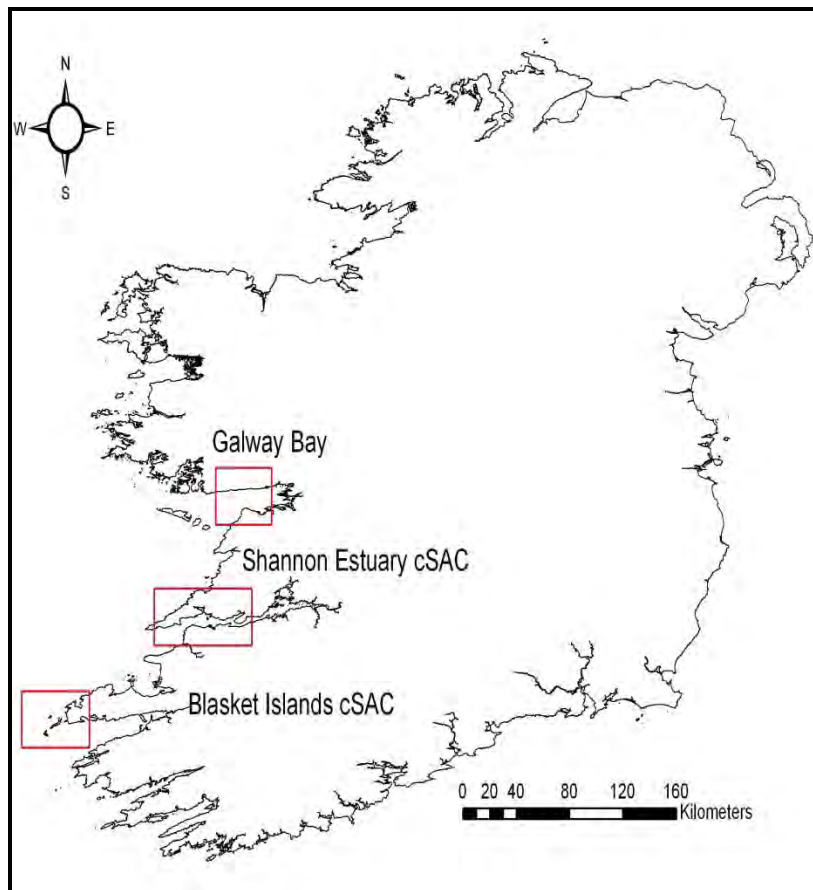 N
W E
S
Galway Bay
Shannon Estuary cSAC
Blasket Islands cSAC
0 20 40 80 120 160
Kilometers